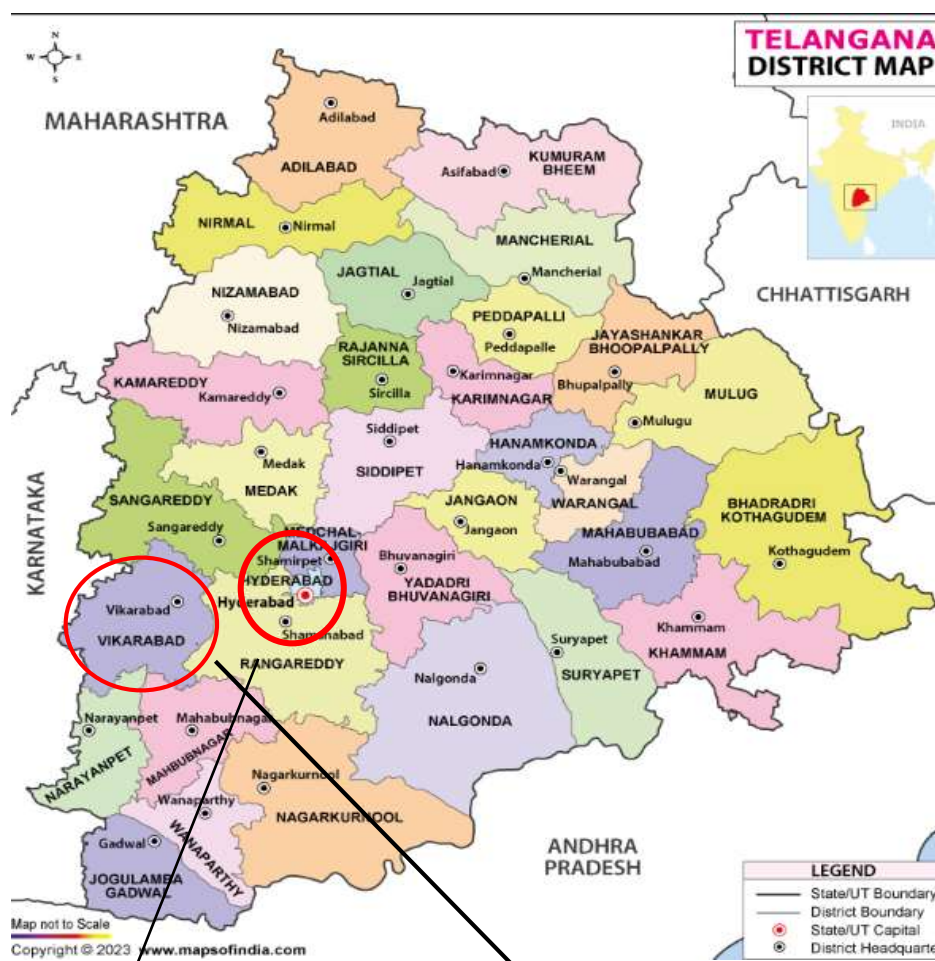 TELANGANA
DISTRICT MAP
N
W E
S
INDIA
MAHARASHTRA
Adilabad
ADILABAD
KUMURAM
BHEEM
Asifabad
NIRMAL
Nirmal
MANCHERIAL
Mancherial
JAGTIAL
Jagtial
NIZAMABAD
Nizamabad
CHHATTISGARH
PEDDAPALLI
Peddapalle
JAYASHANKAR
BHOOPALPALLY
Bhupalpally
RAJANNA
SIRCILLA
Sircilla
KAMAREDDY
Kamareddy
Karimnagar
KARIMNAGAR
MULUG
Mulugu
Siddipet
SIDDIPET
HANAMKONDA
Hanamkonda
Warangal
WARANGAL
Medak
MEDAK
SANGAREDDY
Sangareddy
JANGAON
Jangaon
MAHABUBABAD
Mahabubabad
BHADRADRI
KOTHAGUDEM
Kothagudem
KARNATAKA
MEDCHAL
MALKAJGIRI
Shamirpet
HYDERABAD
Hyderabad
Bhuvanagiri
YADADRI
BHUVANAGIRI
Vikarabad
VIKARABAD
Shamshabad
RANGAREDDY
Suryapet
SURYAPET
Khammam
KHAMMAM
Nalgonda
NALGONDA
Narayanpet
NARAYANPET
Mahabubnagar
MAHBUBNAGAR
Nagarkurnool
NAGARKURNOOL
Wanaparthy
WANAPARTHY
Gadwal
JOGULAMBA
GADWAL
ANDHRA
PRADESH
LEGEND
State/UT Boundary
District Boundary
State/UT Capital
District Headquarte
Map not to Scale
Copyright © 2023 www.mapsofindia.com